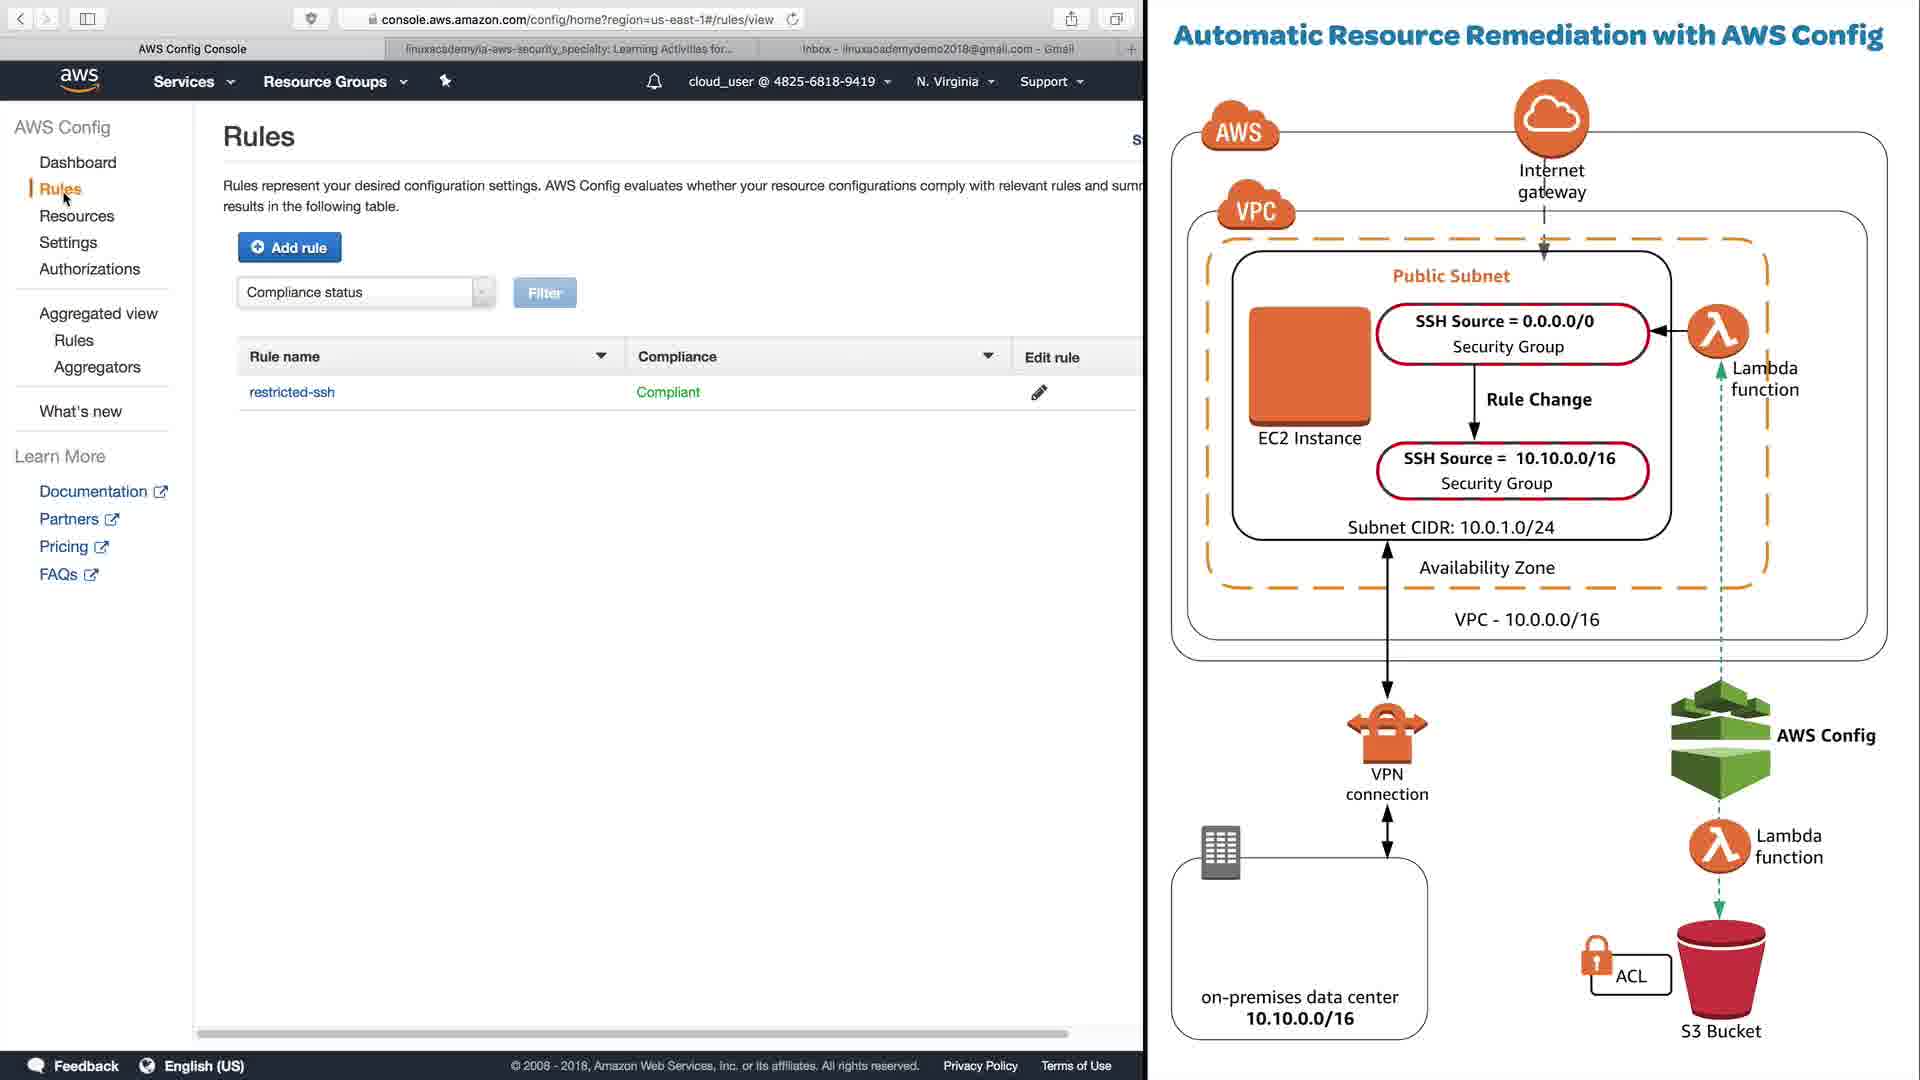 console.aws.amazon.com/config/home?region=us-east-1#/rules/view
AWS Config Console
linuxacademy/la-aws-security_specialty: Learning Activities for...
Inbox - linuxacademydemo2018@gmail.com - Gmail
aws
Services
Resource Groups
cloud_user @ 4825-6818-9419
N. Virginia
Support
AWS Config
Dashboard
Rules
Resources
Settings
Authorizations
Aggregated view
Rules
Aggregators
What's new
Learn More
Documentation
Partners
Pricing
FAQs
Rules
Rules represent your desired configuration settings. AWS Config evaluates whether your resource configurations comply with relevant rules and sum
results in the following table.
Add rule
Compliance status
Filter
Rule name
Compliance
Edit rule
restricted-ssh
Compliant
Feedback
English (US)
© 2008 - 2018, Amazon Web Services, Inc. or its affiliates. All rights reserved.
Privacy Policy
Terms of Use
Automatic Resource Remediation with AWS Config
AWS
Internet
gateway
VPC
Public Subnet
SSH Source = 0.0.0.0/0
Security Group
Lambda
function
Rule Change
EC2 Instance
SSH Source = 10.10.0.0/16
Security Group
Subnet CIDR: 10.0.1.0/24
Availability Zone
VPC - 10.0.0.0/16
AWS Config
VPN
connection
Lambda
function
ACL
on-premises data center
10.10.0.0/16
S3 Bucket